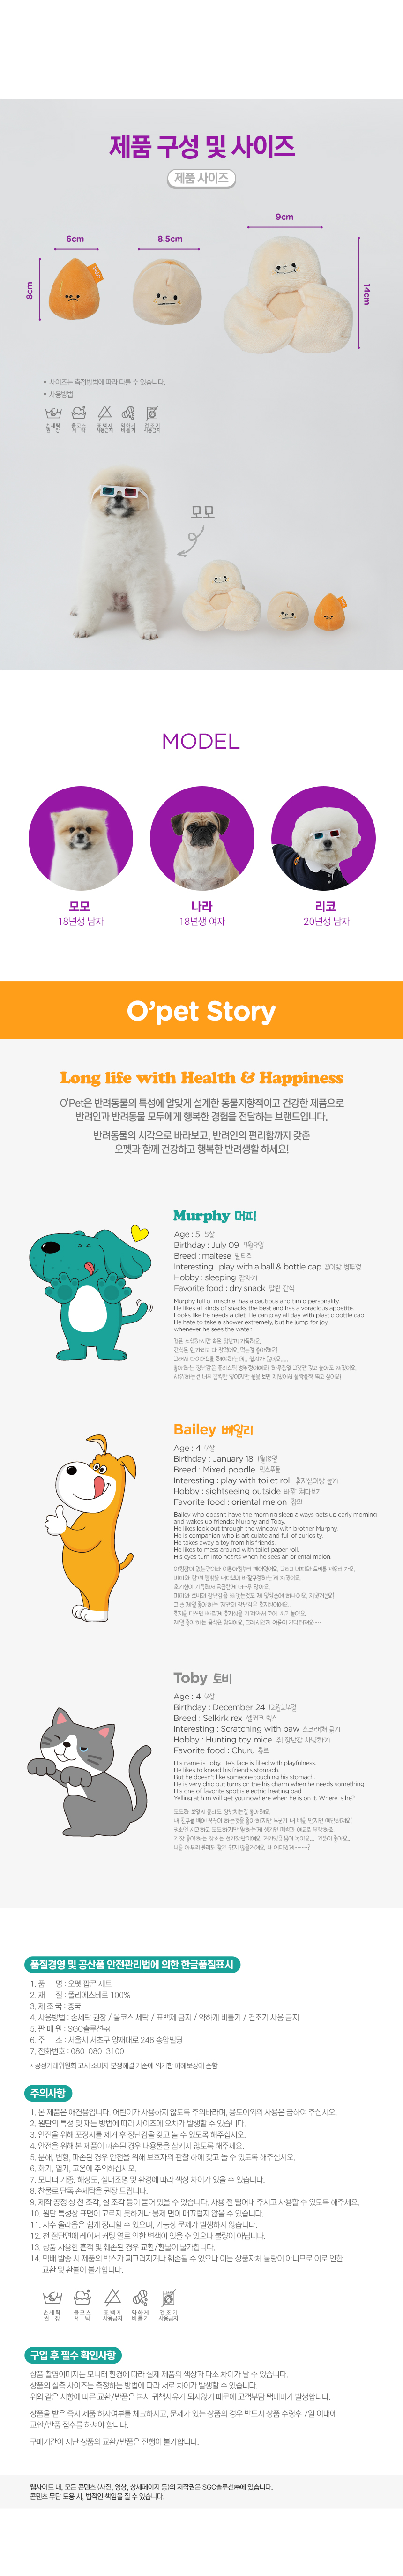 제품 구성 및 사이즈
제품 사이즈
9cm
6cm
8.5cm
8cm
14cm
• 사이즈는 측정방법에 따라 다를 수 있습니다.
• 사용방법
손세탁 권장
울코스 세탁
표백제 사용금지
약하게 비틀기
건조기 사용금지
모모
MODEL
모모
18년생 남자
나라
18년생 여자
리코
20년생 남자
O'pet Story
Long life with Health & Happiness
O'Pet은 반려동물의 특성에 알맞게 설계한 동물지향적이고 건강한 제품으로
반려인과 반려동물 모두에게 행복한 경험을 전달하는 브랜드입니다.
반려동물의 시각으로 바라보고, 반려인의 편리함까지 갖춘
오펫과 함께 건강하고 행복한 반려생활 하세요!
Murphy 머피
Age : 5 5살
Birthday : July 09 7월9일
Breed : maltese 말티즈
Interesting : play with a ball & bottle cap 공이랑 병뚜껑
Hobby : sleeping 잠자기
Favorite food : dry snack 말린 간식
Murphy full of mischief has a cautious and timid personality.
He likes all kinds of snacks the best and has a voracious appetite.
Looks like he needs a diet. He can play all day with plastic bottle cap.
He hate to take a shower extremely, but he jump for joy
whenever he sees the water.
Bailey 베일리
Age : 4 4살
Birthday : January 18 1월18일
Breed : Mixed poodle 믹스푸들
Interesting : play with toilet roll 휴지심이랑 놀기
Hobby : sightseeing outside 바깥 쳐다보기
Favorite food : oriental melon 참외
Bailey who doesn't have the morning sleep always gets up early morning
and wakes up friends: Murphy and Toby.
He likes look out through the window with brother Murphy.
He is companion who is articulate and full of curiosity.
He takes away a toy from his friends.
He likes to mess around with toilet paper roll.
His eyes turn into hearts when he sees an oriental melon.
Toby 토비
Age : 4 4살
Birthday : December 24 12월24일
Breed : Selkirk rex 셀커크 렉스
Interesting : Scratching with paw 스크래쳐 긁기
Hobby : Hunting toy mice 쥐 장난감 사냥하기
Favorite food : Churu 츄르
His name is Toby. He's face is filled with playfulness.
He likes to knead his friend's stomach.
But he doesn't like someone touching his stomach.
He is very chic but turns on the his charm when he needs something.
His one of favorite spot is electric heating pad.
Yelling at him will get you nowhere when he is on it. Where is he?
품질경영 및 공산품 안전관리법에 의한 한글품질표시
1. 품 명 : 오펫 팝콘 세트
2. 재 질 : 폴리에스테르 100%
3. 제 조 국 : 중국
4. 사용방법 : 손세탁 권장 / 울코스 세탁 / 표백제 금지 / 약하게 비틀기 / 건조기 사용 금지
5. 판 매 원 : SGC솔루션㈜
6. 주 소 : 서울시 서초구 양재대로 246 송암빌딩
7. 전화번호 : 080-080-3100
* 공정거래위원회 고시 소비자 분쟁해결 기준에 의거한 피해보상에 준함
주의사항
1. 본 제품은 애견용입니다. 어린이가 사용하지 않도록 주의바라며, 용도이외의 사용은 금하여 주십시오.
2. 원단의 특성 및 재는 방법에 따라 사이즈에 오차가 발생할 수 있습니다.
3. 안전을 위해 포장지를 제거 후 장난감을 갖고 놀 수 있도록 해주십시오.
4. 안전을 위해 본 제품이 파손된 경우 내용물을 삼키지 않도록 해주세요.
5. 분해, 변형, 파손된 경우 안전을 위해 보호자의 관찰 하에 갖고 놀 수 있도록 해주십시오.
6. 화기, 열기, 고온에 주의하십시오.
7. 모니터 기종, 해상도, 실내조명 및 환경에 따라 색상 차이가 있을 수 있습니다.
8. 찬물로 단독 손세탁을 권장 드립니다.
9. 제작 공정 상 천 조각, 실 조각 등이 묻어 있을 수 있습니다. 사용 전 털어내 주시고 사용할 수 있도록 해주세요.
10. 원단 특성상 표면이 고르지 못하거나 봉제 면이 매끄럽지 않을 수 있습니다.
11. 자수 올라옴은 쉽게 정리할 수 있으며, 기능상 문제가 발생하지 않습니다.
12. 천 절단면에 레이저 커팅 열로 인한 변색이 있을 수 있으나 불량이 아닙니다.
13. 상품 사용한 흔적 및 훼손된 경우 교환/환불이 불가합니다.
14. 택배 발송 시 제품의 박스가 찌그러지거나 훼손될 수 있으나 이는 상품자체 불량이 아니므로 이로 인한
교환 및 환불이 불가합니다.
손세탁 권장
울코스 세탁
표백제 사용금지
약하게 비틀기
건조기 사용금지
구입 후 필수 확인사항
상품 촬영이미지는 모니터 환경에 따라 실제 제품의 색상과 다소 차이가 날 수 있습니다.
상품의 실측 사이즈는 측정하는 방법에 따라 서로 차이가 발생할 수 있습니다.
위와 같은 사항에 따른 교환/반품은 본사 귀책사유가 되지않기 때문에 고객부담 택배비가 발생합니다.
상품을 받은 즉시 제품 하자여부를 체크하시고, 문제가 있는 상품의 경우 반드시 상품 수령후 7일 이내에
교환/반품 접수를 하셔야 합니다.
구매기간이 지난 상품의 교환/반품은 진행이 불가합니다.
웹사이트 내, 모든 콘텐츠 (사진, 영상, 상세페이지 등)의 저작권은 SGC솔루션㈜에 있습니다.
콘텐츠 무단 도용 시, 법적인 책임을 질 수 있습니다.